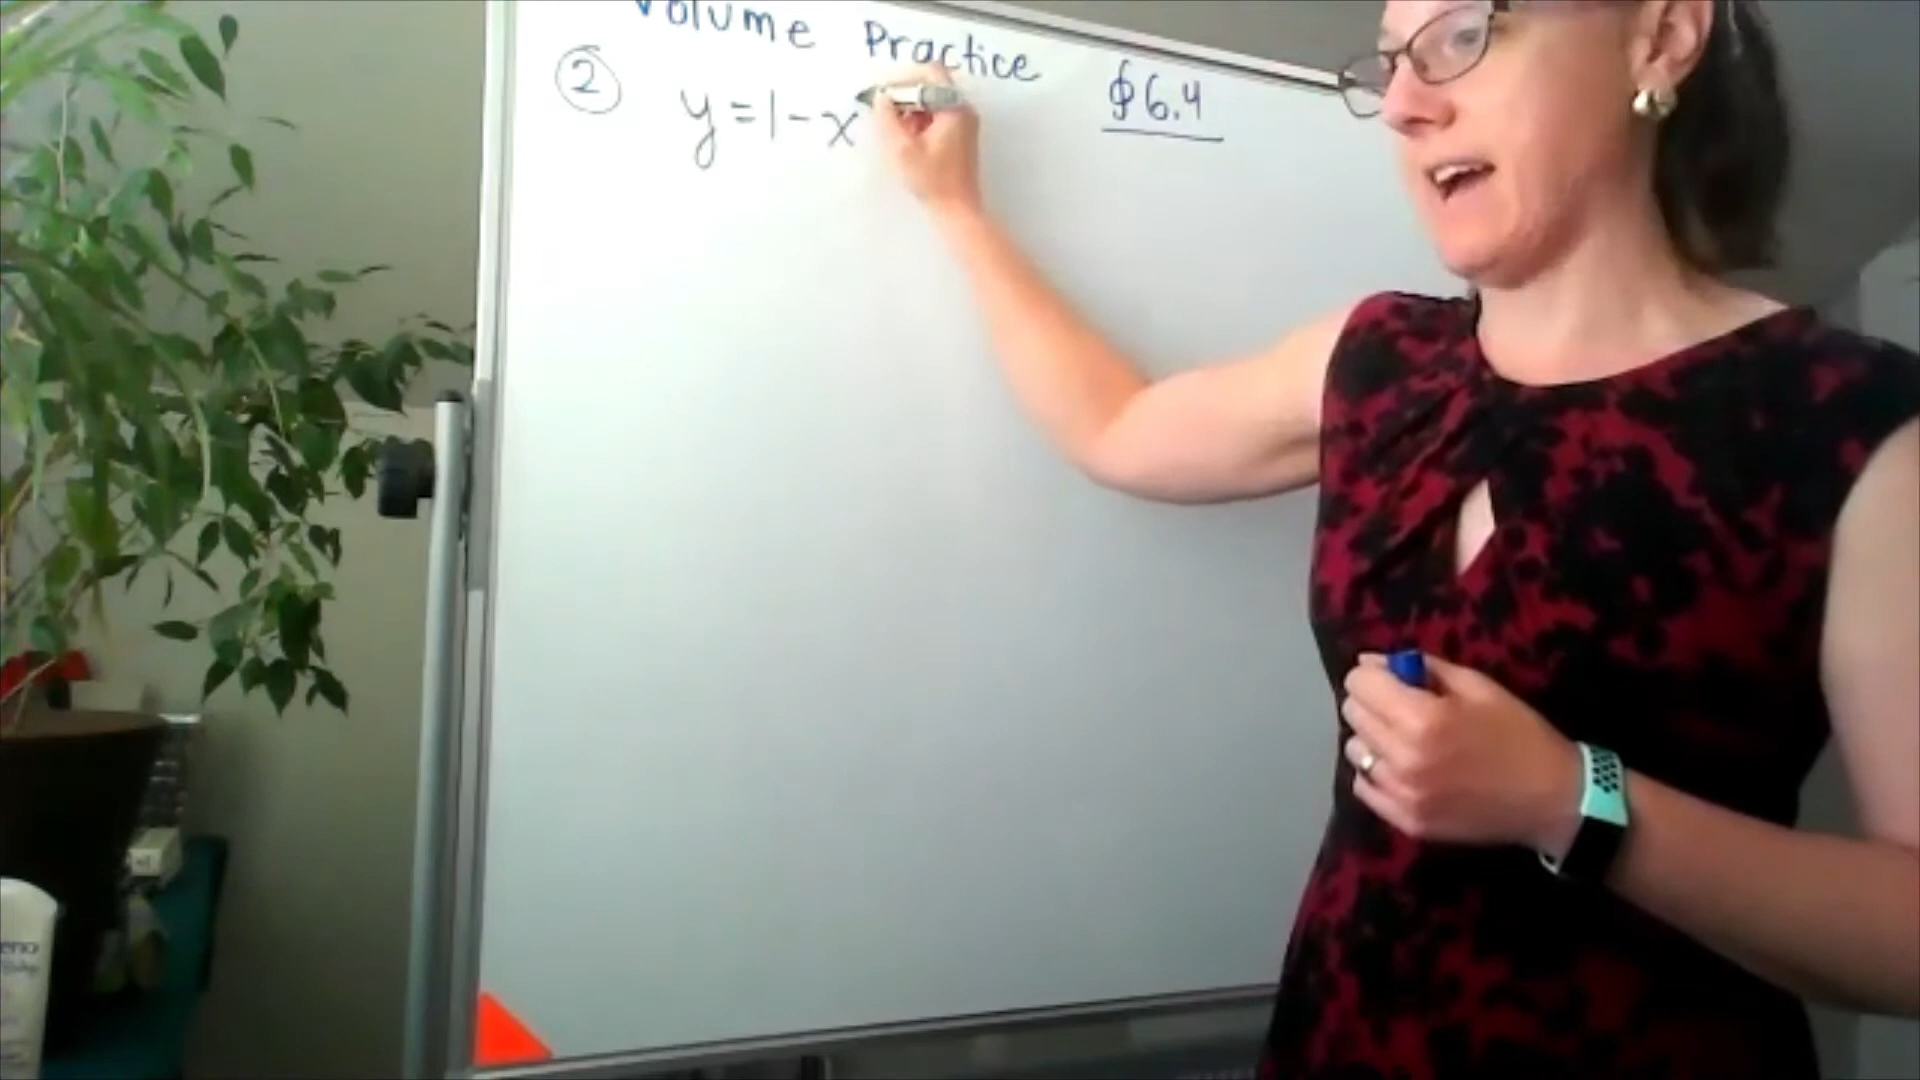 Volume Practice
§6.4
② y=1-x